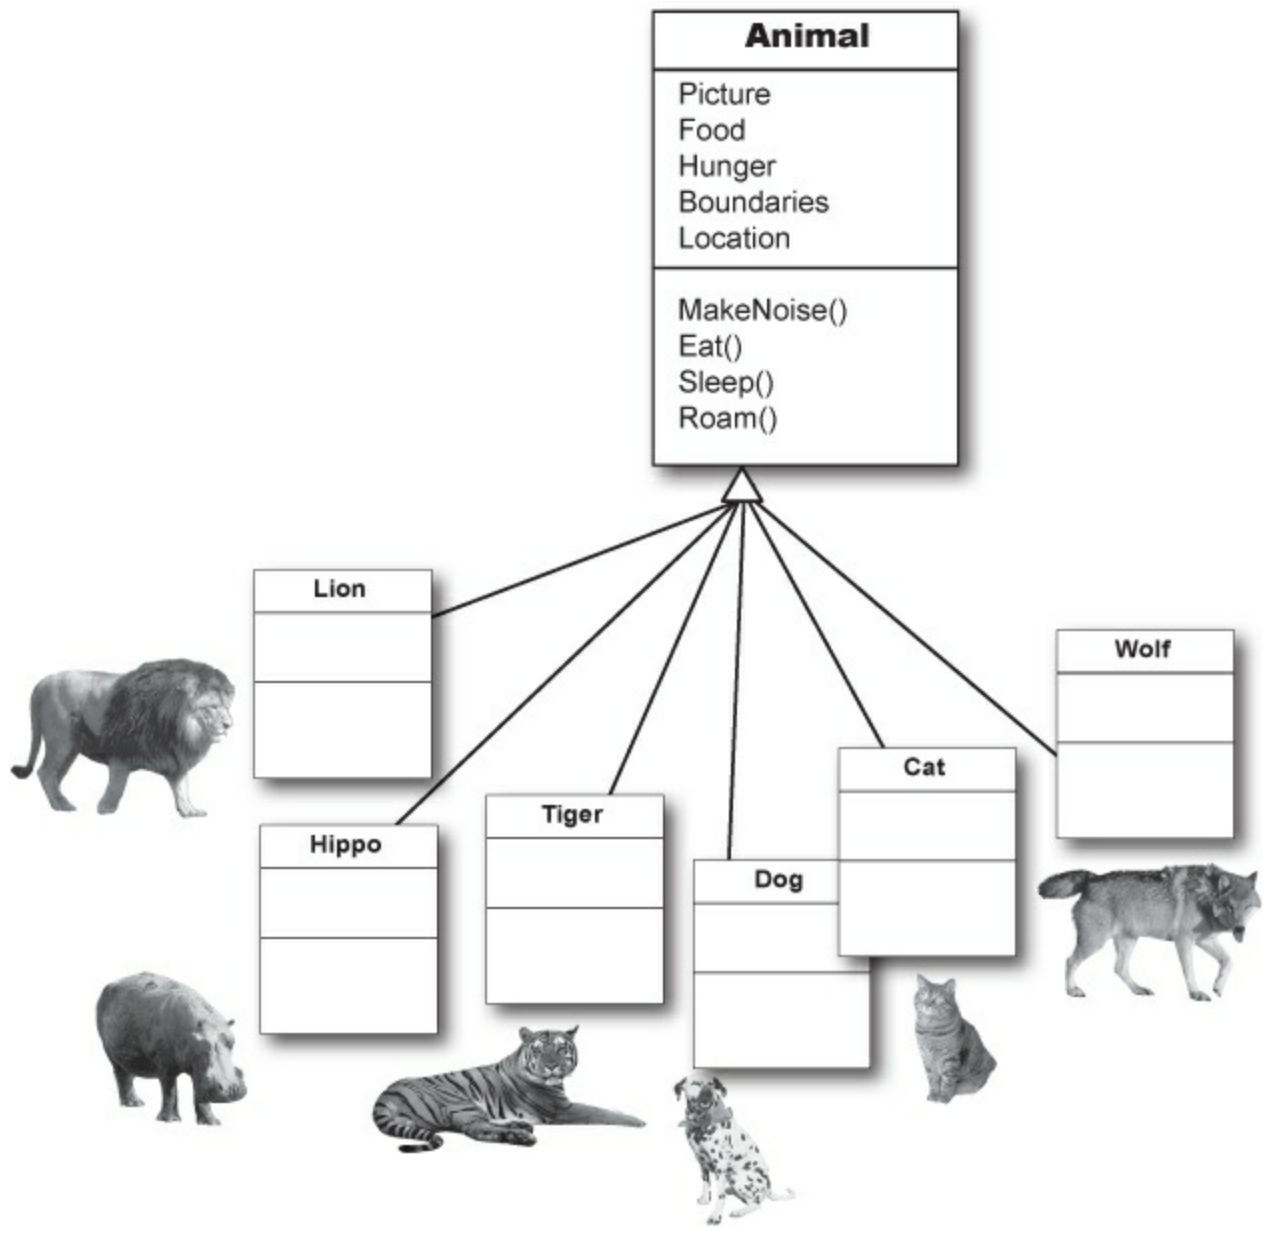 Animal
Picture
Food
Hunger
Boundaries
Location
MakeNoise()
Eat()
Sleep()
Roam()
Lion
Wolf
Cat
Tiger
Hippo
Dog